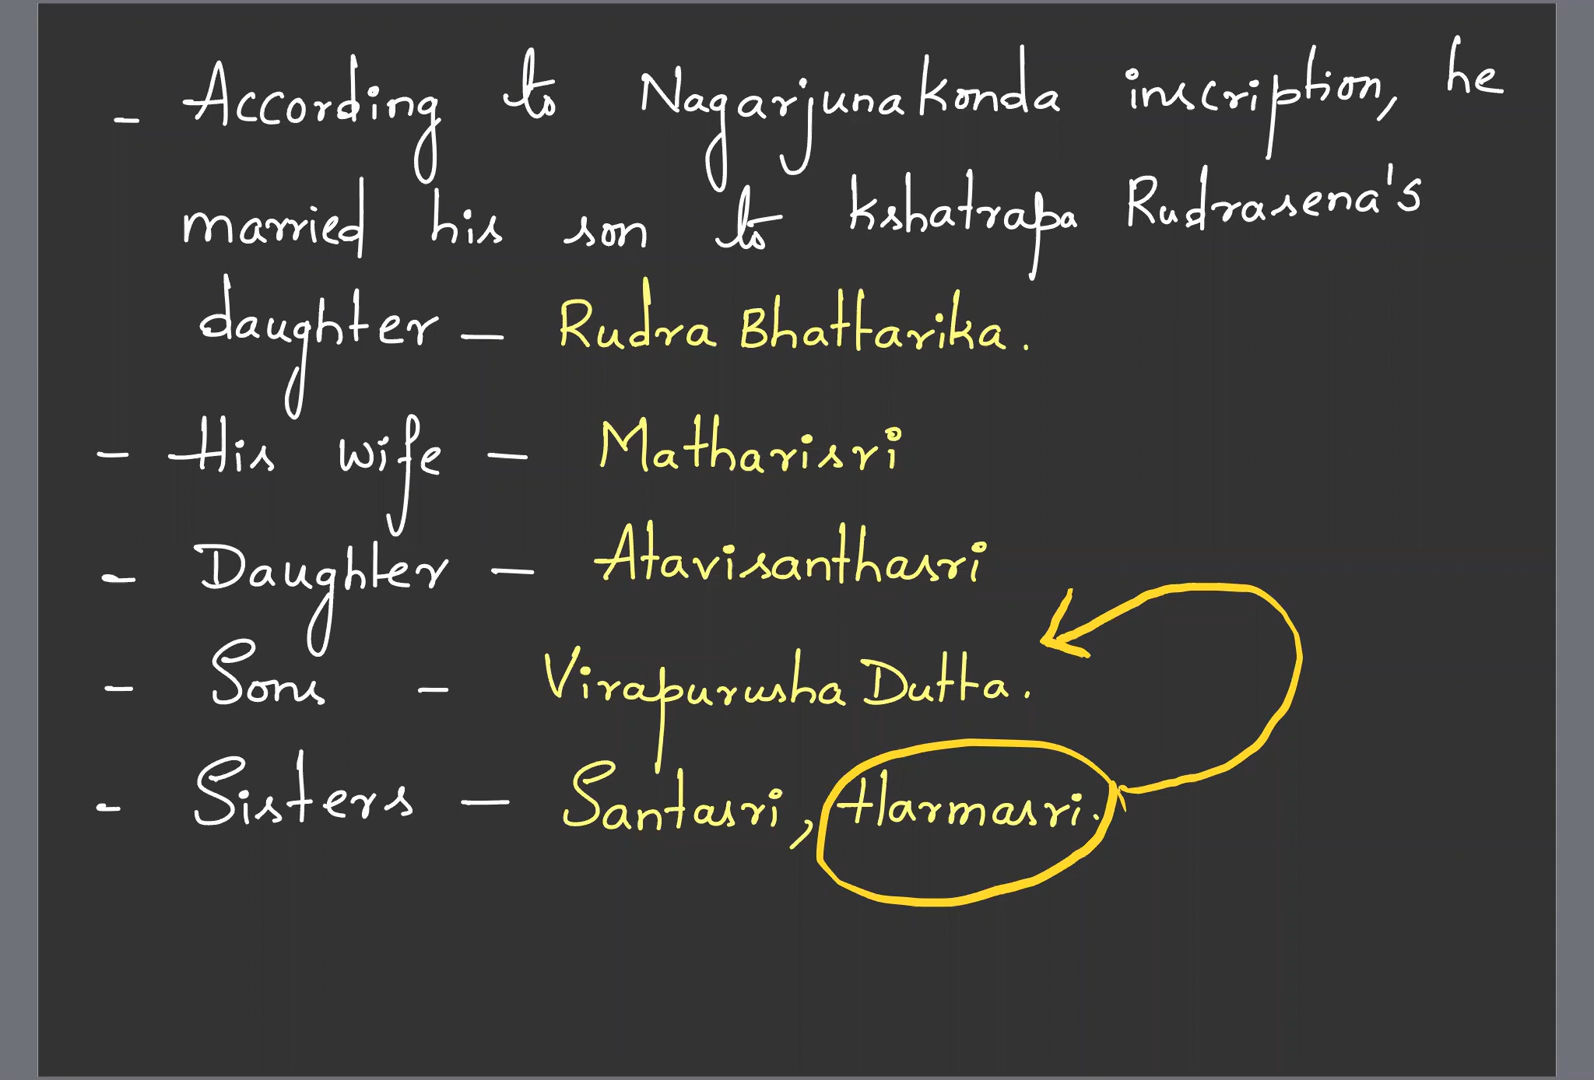 - According to Nagarjunakonda inscription, he
married his son to kshatrapa Rudrasena's
daughter - Rudra Bhattarika.
- His wife - Matharisri
- Daughter - Atavisanthasri
- Sons - Virapurusha Dutta.
- Sisters - Santasri, Harmasri.